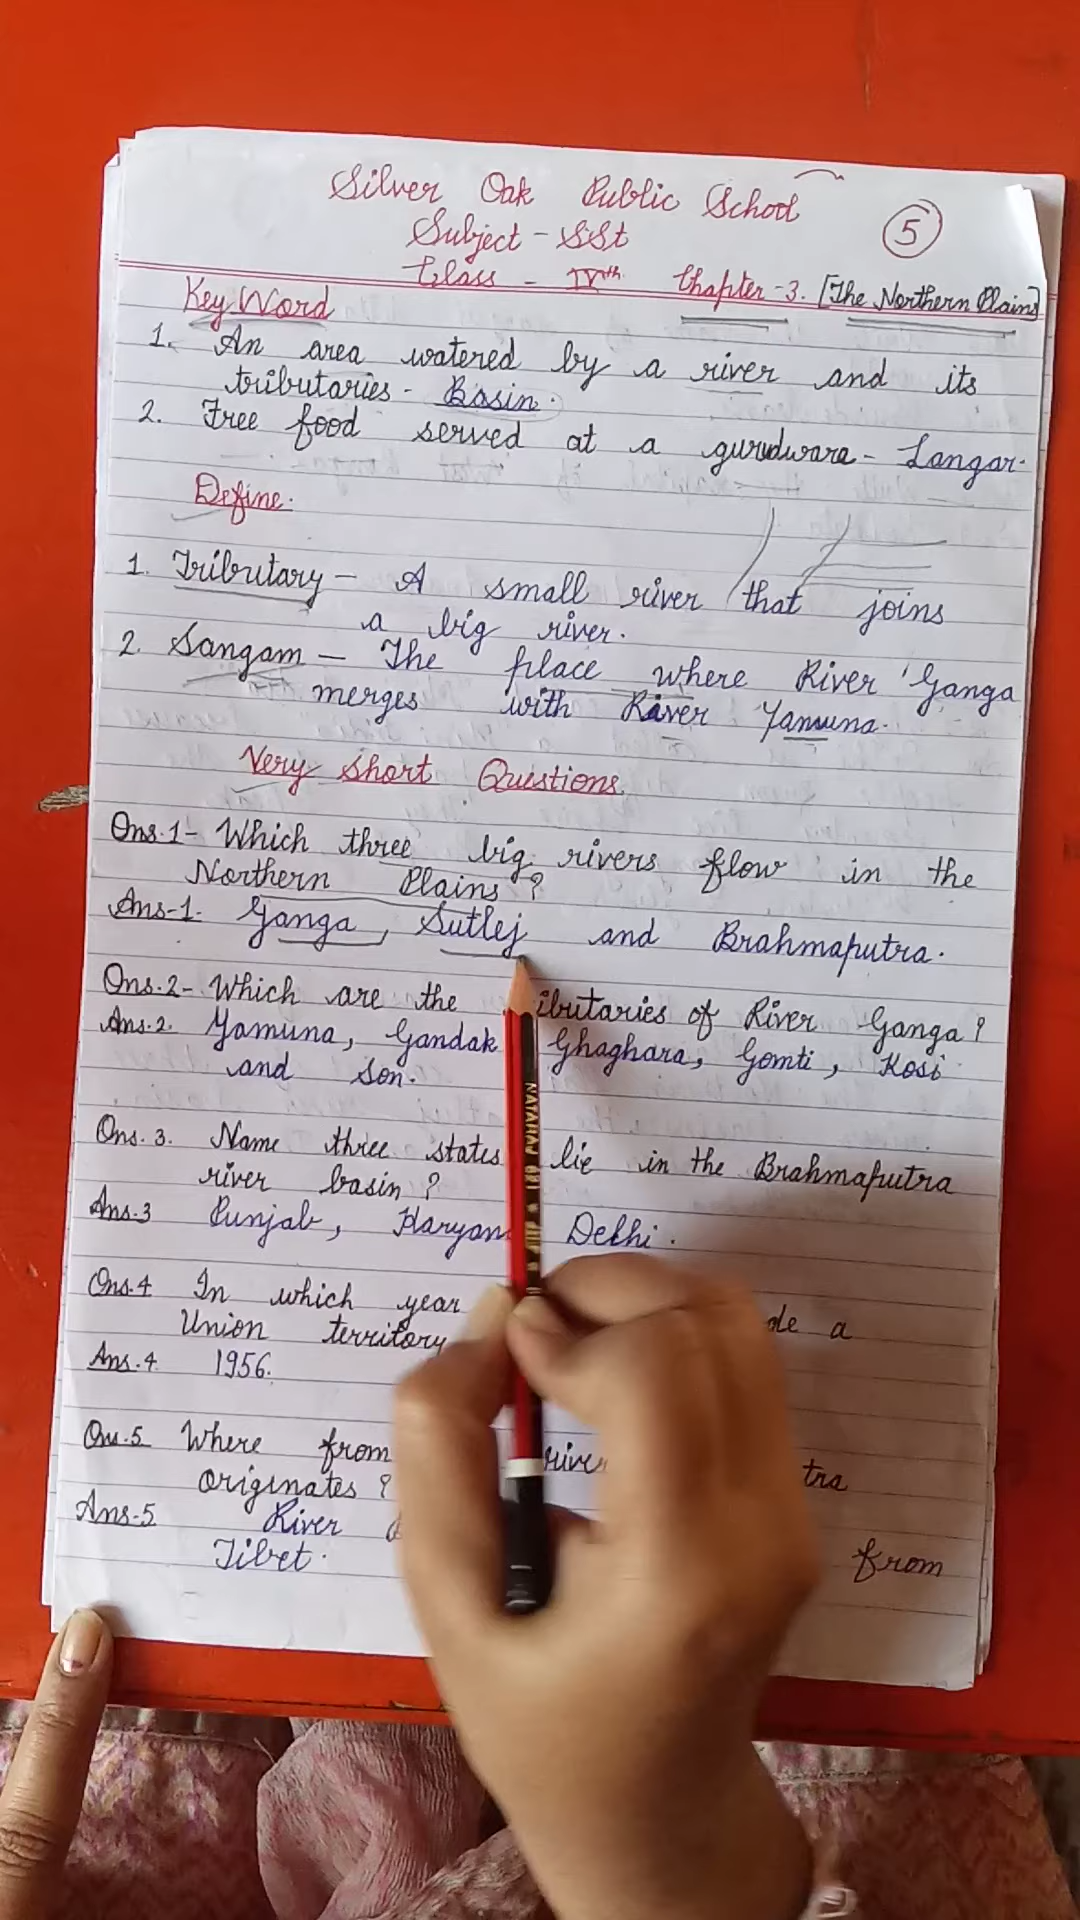 Silver Oak Public School
Subject - SSt
5
Class - IVth Chapter-3. [The Northern Plains]
Key Word
1. An area watered by a river and its
tributaries - Basin.
2. Free food served at a gurudwara - Langar.
Define.
1. Tributary - A small river that joins
a big river.
2. Sangam - The place where River Ganga
merges with River Yamuna.
Very Short Questions.
Qns.1- Which three big rivers flow in the
Northern Plains?
Ans-1. Ganga, Sutlej and Brahmaputra.
Qns.2- Which are the ibutaries of River Ganga?
Ans.2. Yamuna, Gandak Ghaghara, Gomti, Kosi
and Son.
Qns. 3. Name three states lie in the Brahmaputra
river basin?
Ans.3 Punjab, Haryan Delhi.
Qns.4 In which year de a
Union territory
Ans.4. 1956.
Qns.5 Where from river tra
originates?
Ans-5 River from
Tibet.
NATARAJ 621